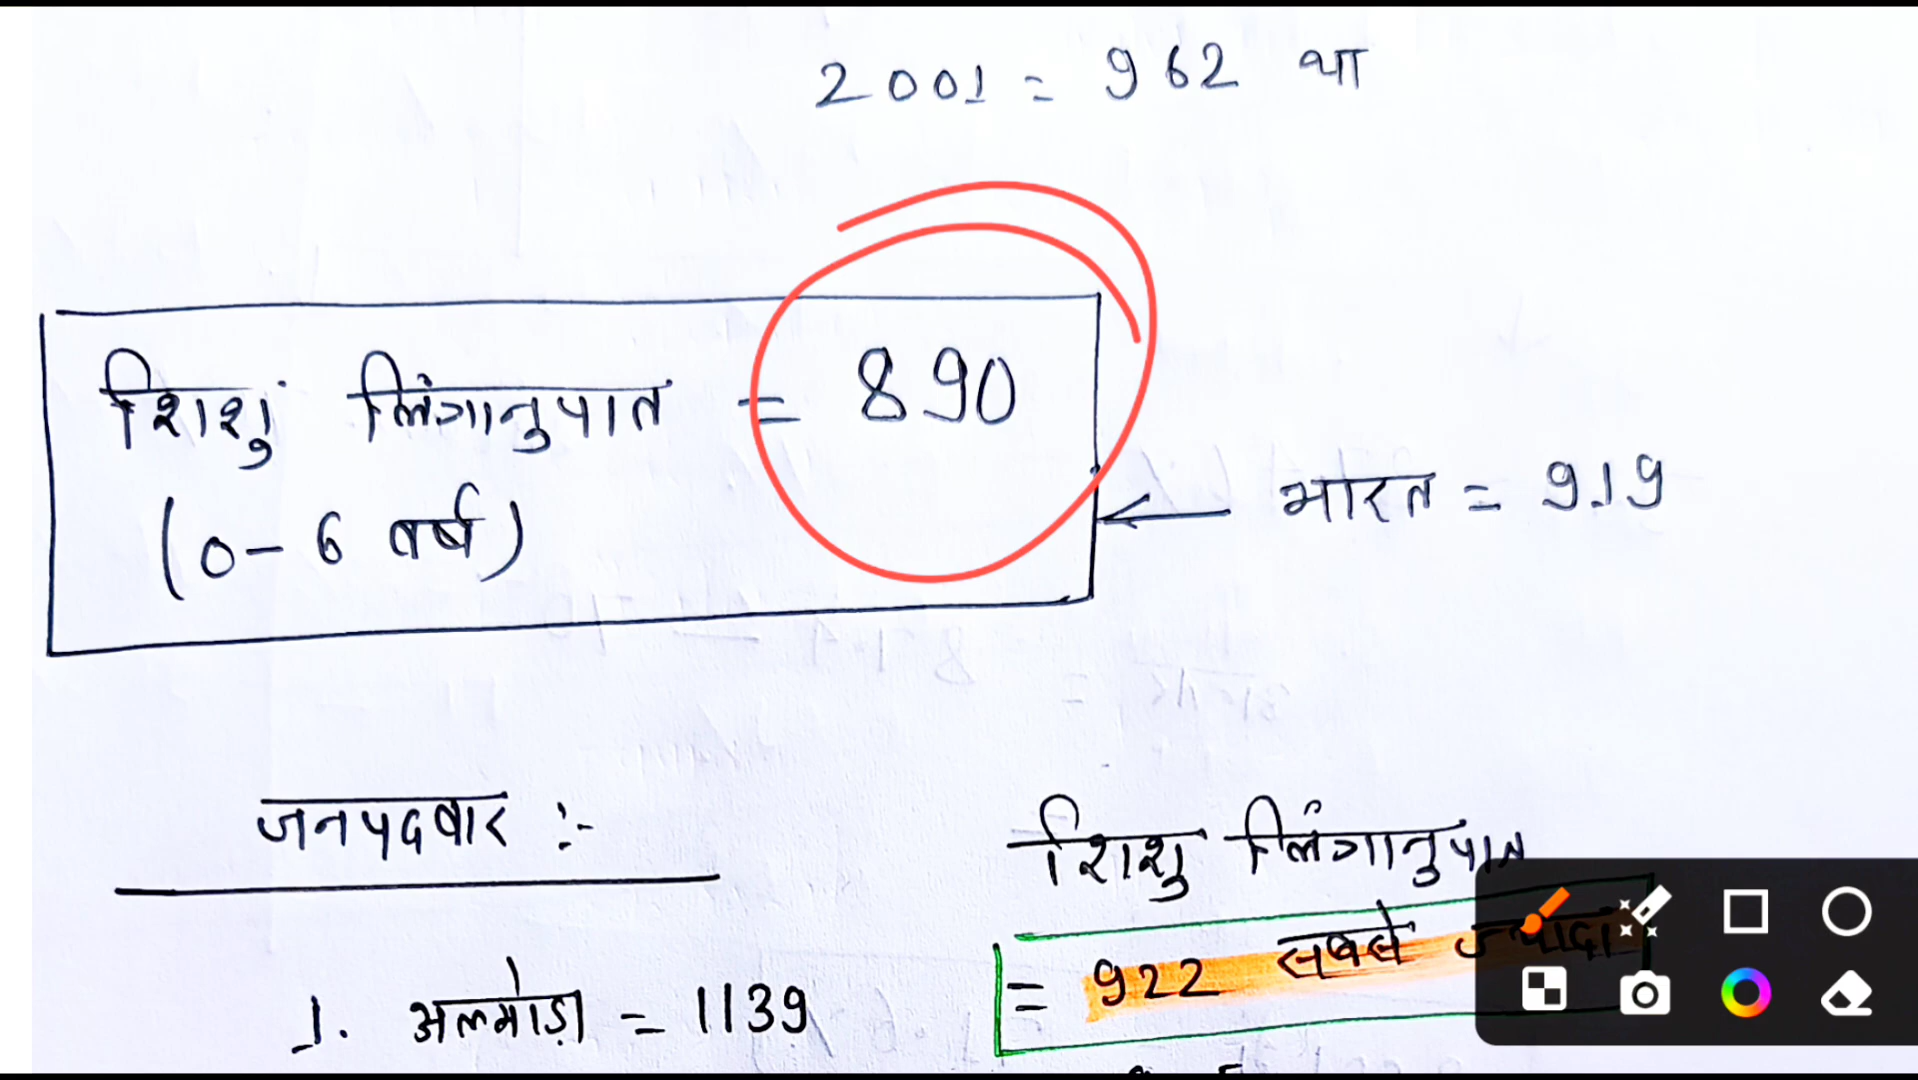 2001 = 962 था
शिशु लिंगानुपात = 890
(0-6 वर्ष)
भारत = 919
जनपदवार :-
शिशु लिंगानुपात
= 922 सबसे ज्यादा
1. अल्मोड़ा = 1139